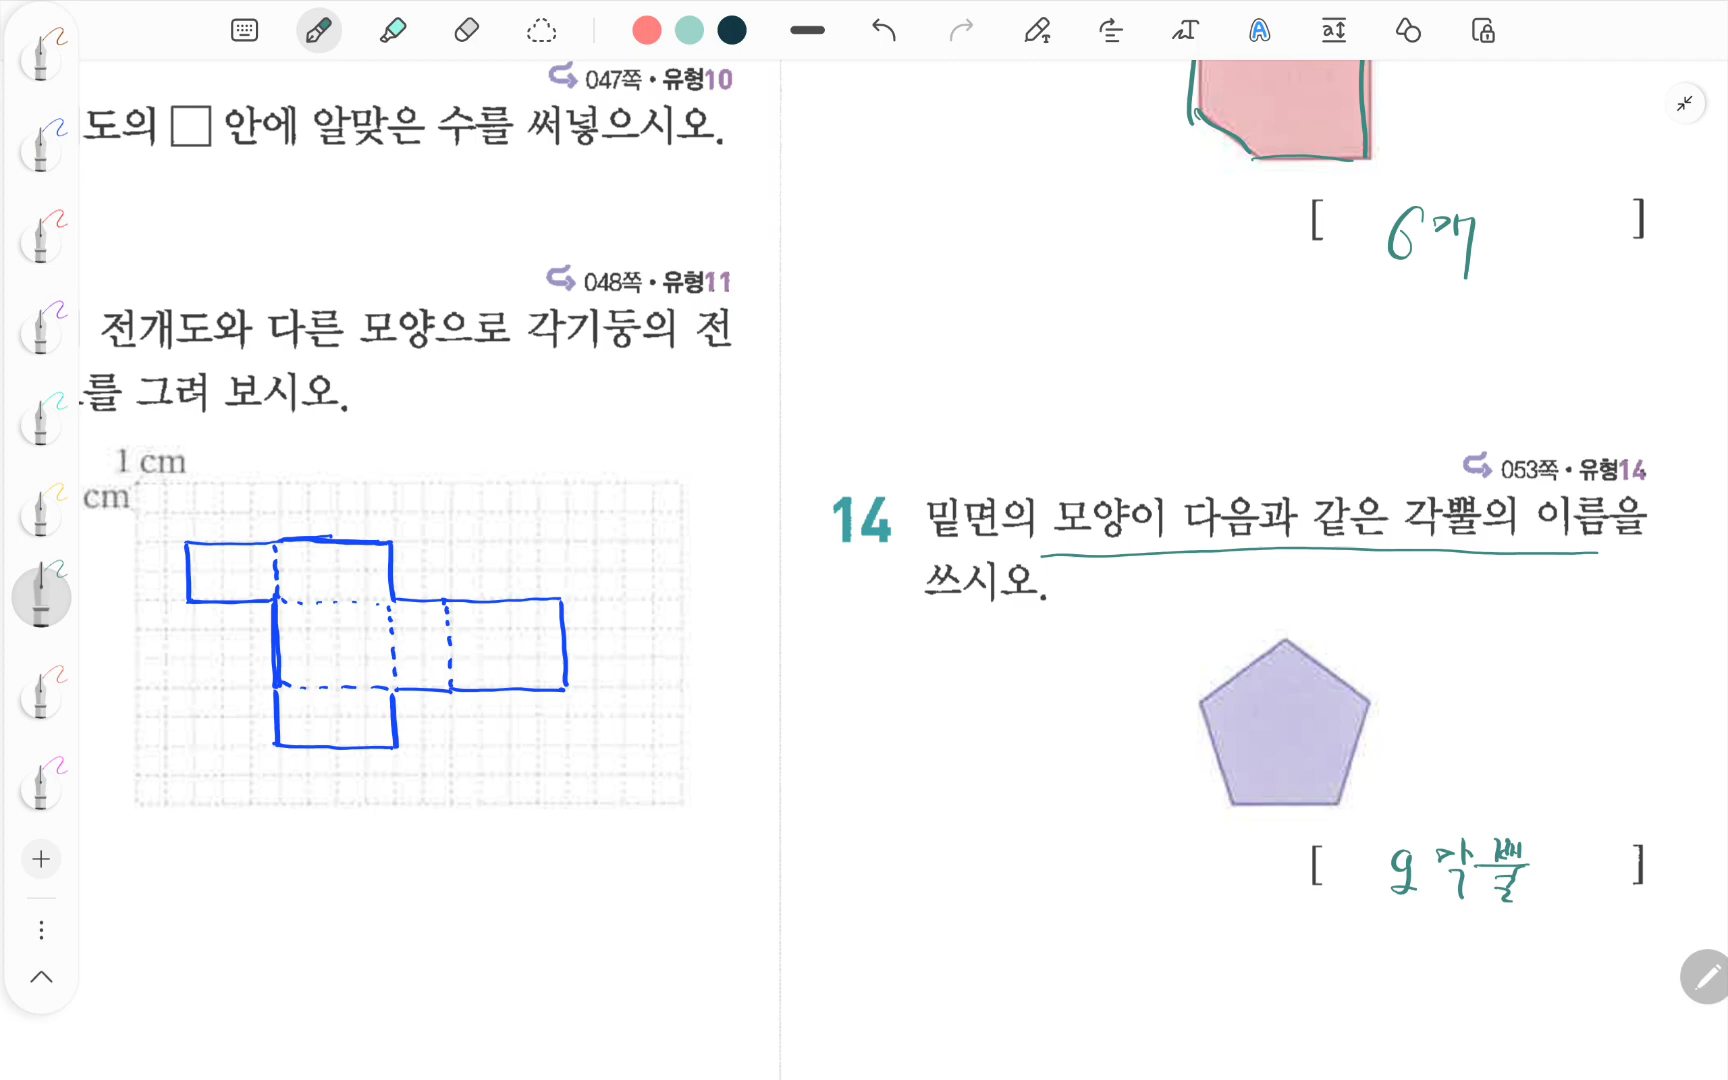 047쪽 • 유형10
도의 □ 안에 알맞은 수를 써넣으시오.
048쪽 • 유형11
전개도와 다른 모양으로 각기둥의 전
를 그려 보시오.
1 cm
cm
[ 6개 ]
053쪽 • 유형14
14 밑면의 모양이 다음과 같은 각뿔의 이름을
쓰시오.
[ 각뿔 ]